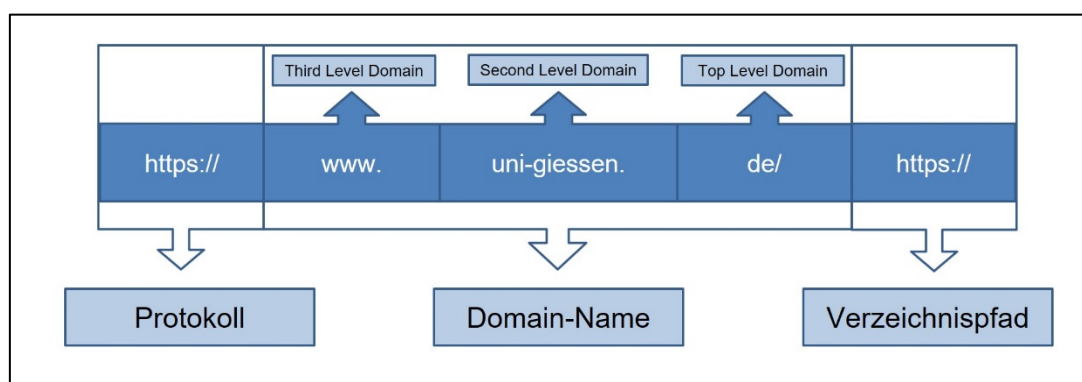 Third Level Domain Second Level Domain Top Level Domain
https:// www. uni-giessen. de/ https://
Protokoll Domain-Name Verzeichnispfad